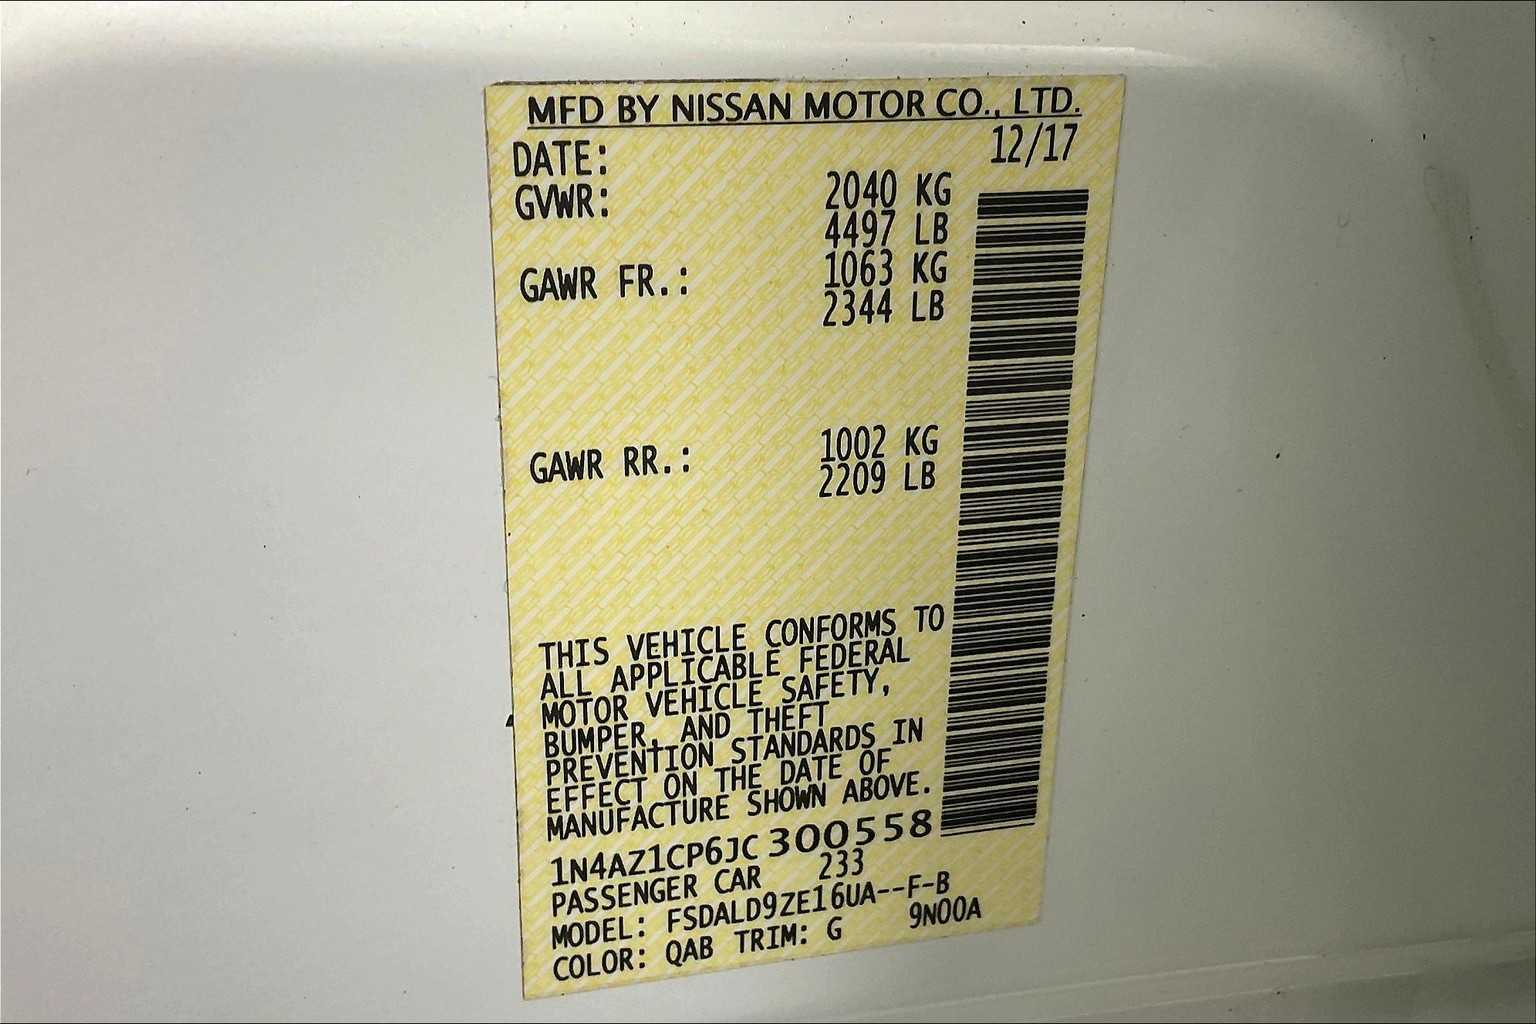 MFD BY NISSAN MOTOR CO., LTD.
DATE: 12/17
GVWR: 2040 KG
4497 LB
GAWR FR.: 1063 KG
2344 LB
GAWR RR.: 1002 KG
2209 LB
THIS VEHICLE CONFORMS TO
ALL APPLICABLE FEDERAL
MOTOR VEHICLE SAFETY,
BUMPER, AND THEFT
PREVENTION STANDARDS IN
EFFECT ON THE DATE OF
MANUFACTURE SHOWN ABOVE.
1N4AZ1CP6JC300558
PASSENGER CAR 233
MODEL: FSDALD9ZE16UA--F-B
COLOR: QAB TRIM: G 9N00A